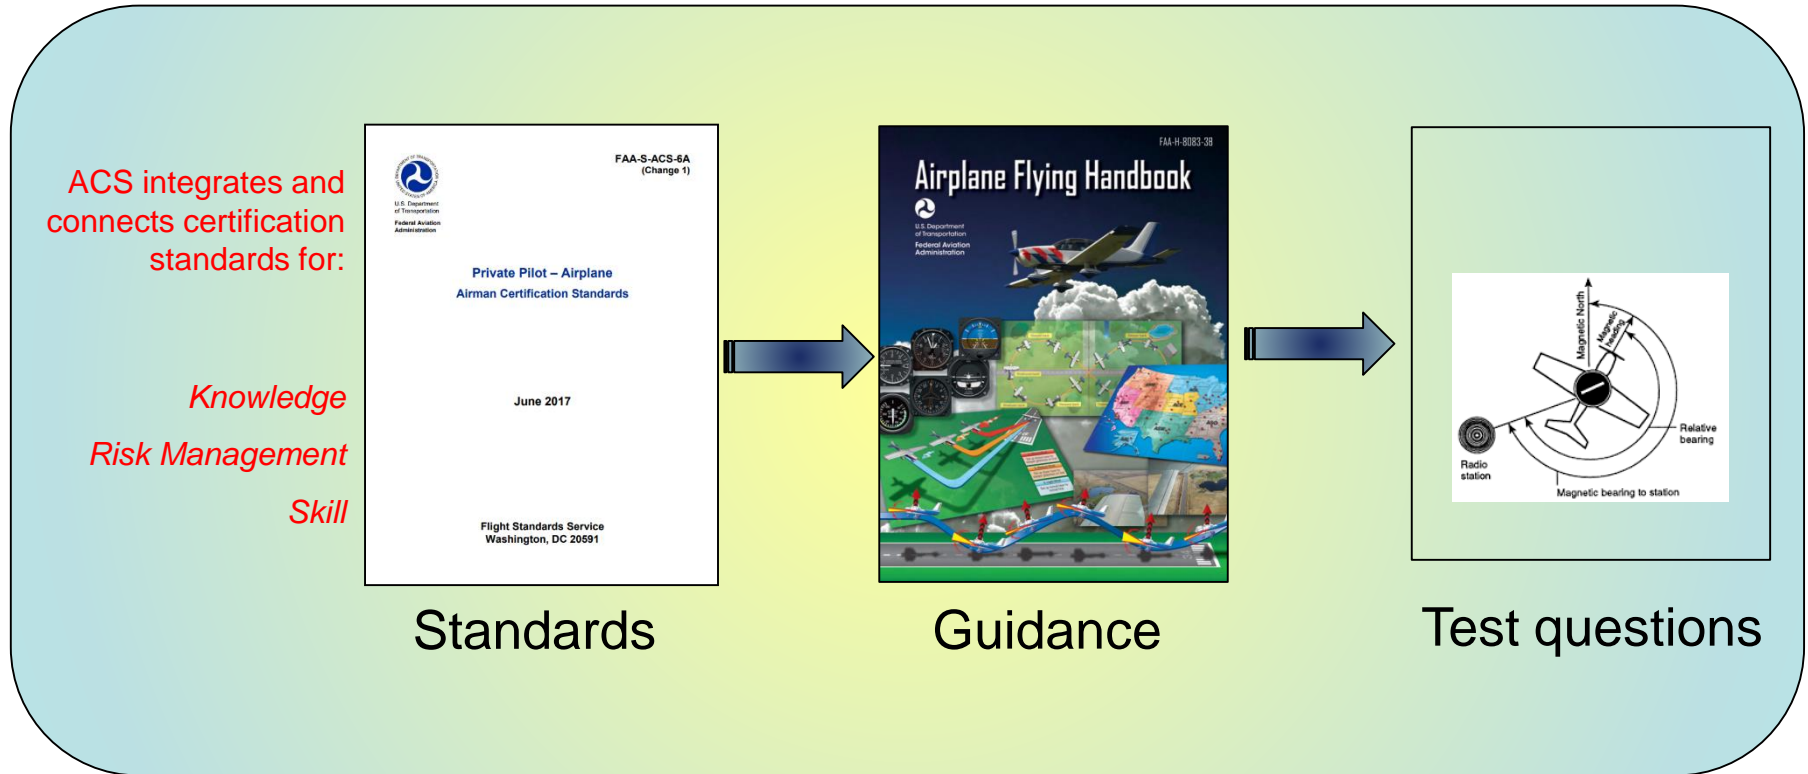 ACS integrates and
connects certification
standards for:
Knowledge
Risk Management
Skill
U.S. Department
of Transportation
Federal Aviation
Administration
FAA-S-ACS-6A
(Change 1)
Private Pilot – Airplane
Airman Certification Standards
June 2017
Flight Standards Service
Washington, DC 20591
Standards
FAA-H-8083-3B
Airplane Flying Handbook
U.S. Department
of Transportation
Federal Aviation
Administration
Guidance
Magnetic North
Magnetic
heading
Relative
bearing
Radio
station
Magnetic bearing to station
Test questions